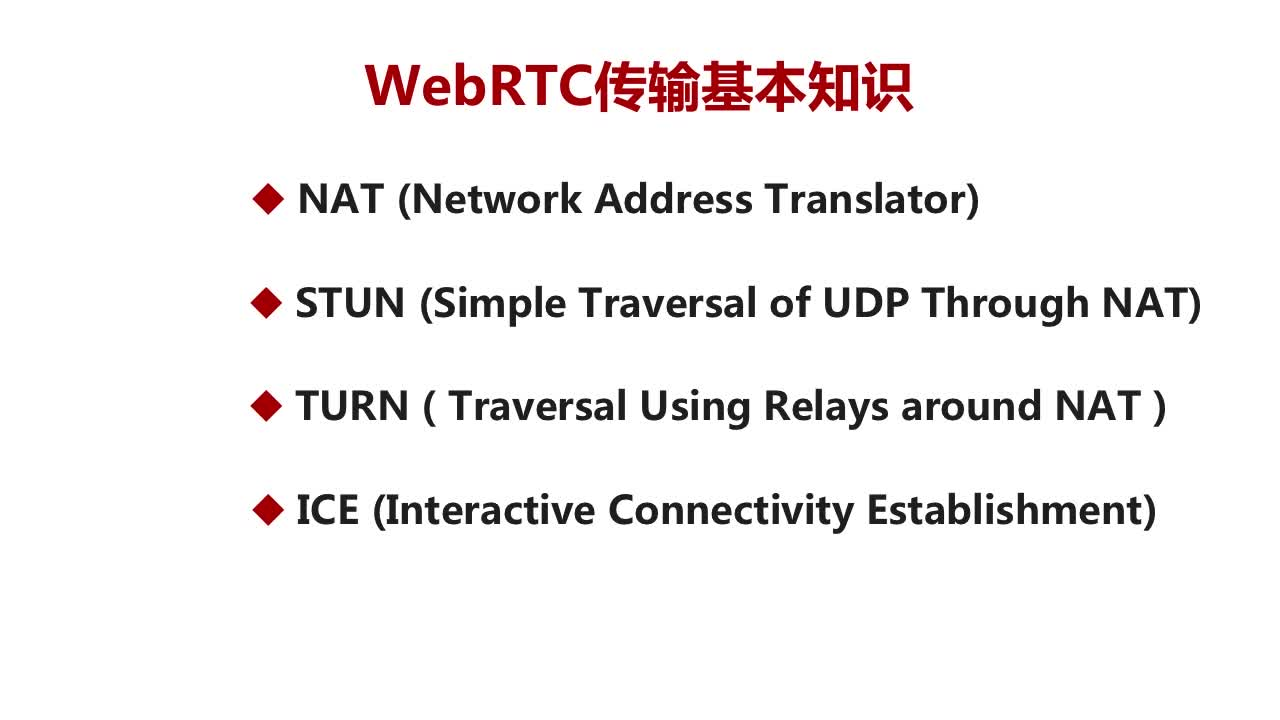 WebRTC传输基本知识
NAT (Network Address Translator)
STUN (Simple Traversal of UDP Through NAT)
TURN ( Traversal Using Relays around NAT )
ICE (Interactive Connectivity Establishment)